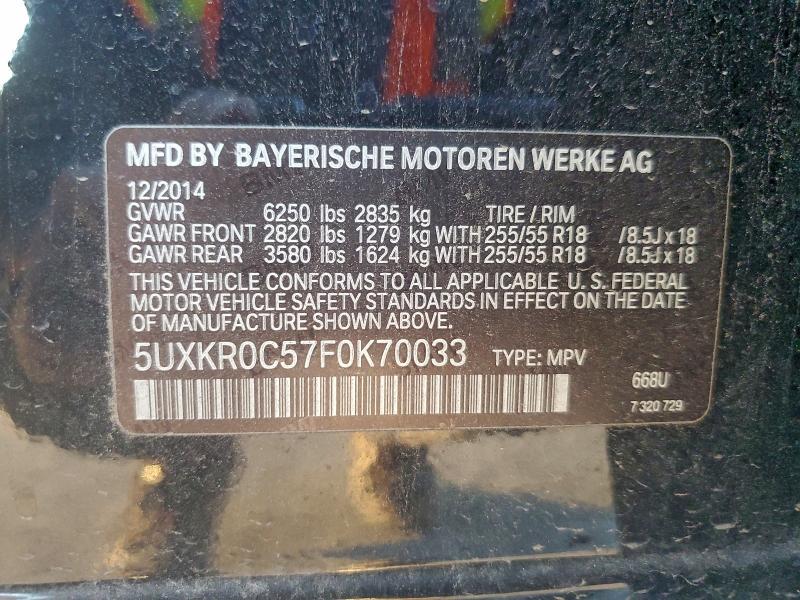 MFD BY BAYERISCHE MOTOREN WERKE AG
12/2014
GVWR 6250 lbs 2835 kg TIRE / RIM
GAWR FRONT 2820 lbs 1279 kg WITH 255/55 R18 /8.5J x 18
GAWR REAR 3580 lbs 1624 kg WITH 255/55 R18 /8.5J x 18
THIS VEHICLE CONFORMS TO ALL APPLICABLE U. S. FEDERAL
MOTOR VEHICLE SAFETY STANDARDS IN EFFECT ON THE DATE
OF MANUFACTURE SHOWN ABOVE.
5UXKR0C57F0K70033 TYPE: MPV
668U
7 320 729